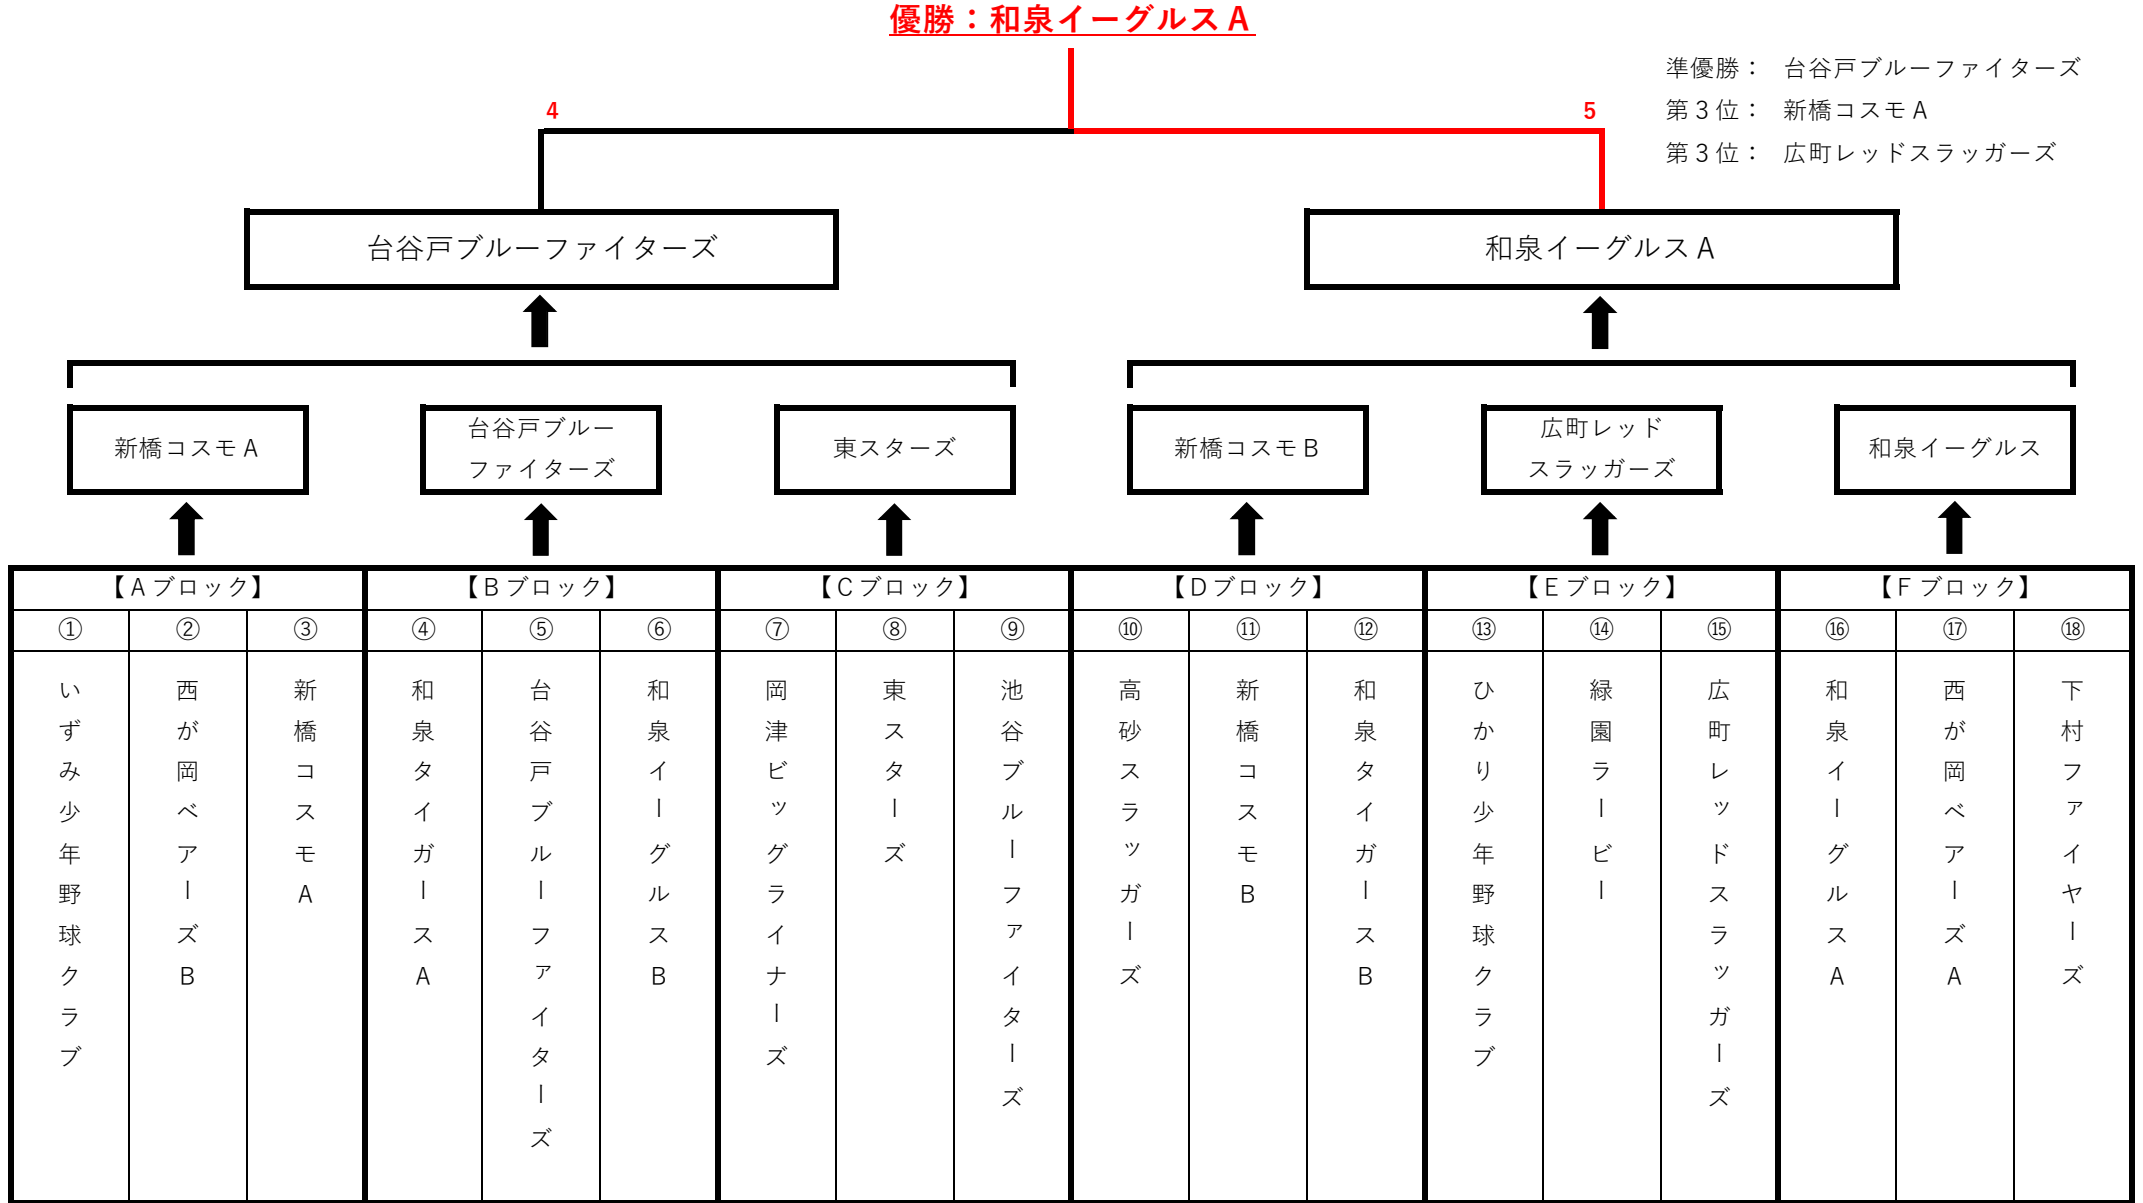 優勝：和泉イーグルスＡ
準優勝： 台谷戸ブルーファイターズ
第３位： 新橋コスモＡ
第３位： 広町レッドスラッガーズ
4
5
台谷戸ブルーファイターズ
和泉イーグルスＡ
新橋コスモＡ
台谷戸ブルー
ファイターズ
東スターズ
新橋コスモＢ
広町レッド
スラッガーズ
和泉イーグルス
【Ａブロック】
【Ｂブロック】
【Ｃブロック】
【Ｄブロック】
【Ｅブロック】
【Ｆブロック】
①
②
③
④
⑤
⑥
⑦
⑧
⑨
⑩
⑪
⑫
⑬
⑭
⑮
⑯
⑰
⑱
いずみ少年野球クラブ
西が岡ベアーズＢ
新橋コスモＡ
和泉タイガースＡ
台谷戸ブルーファイターズ
和泉イーグルスＢ
岡津ビッグライナーズ
東スターズ
池谷ブルーファイターズ
高砂スラッガーズ
新橋コスモＢ
和泉タイガースＢ
ひかり少年野球クラブ
緑園ラービー
広町レッドスラッガーズ
和泉イーグルスＡ
西が岡ベアーズＡ
下村ファイヤーズ